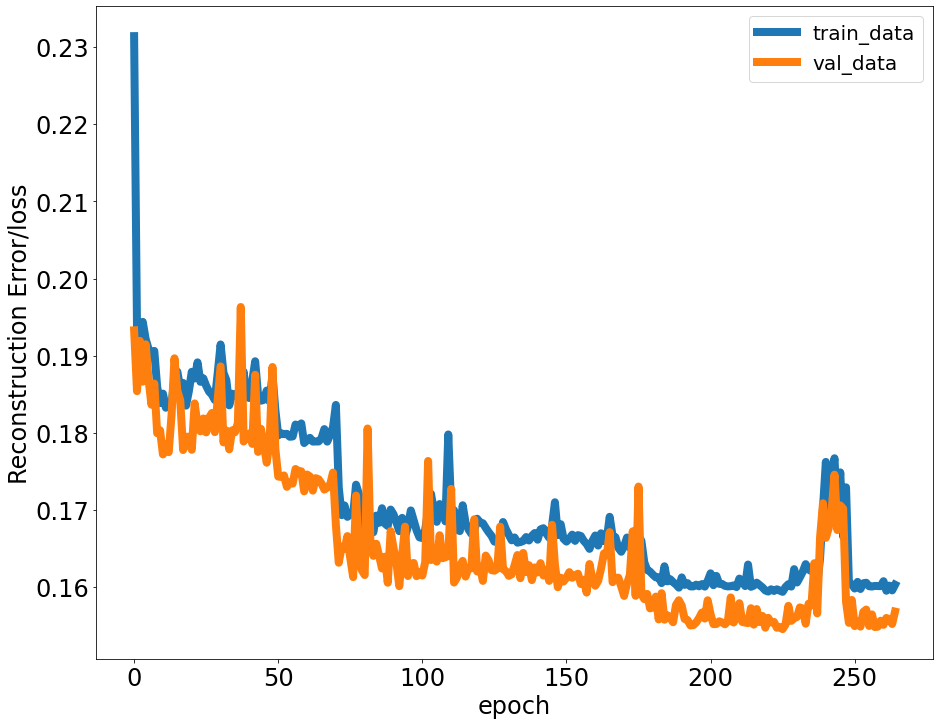 train_data
val_data
0.23
0.22
0.21
0.20
0.19
0.18
0.17
0.16
Reconstruction Error/loss
0 50 100 150 200 250
epoch